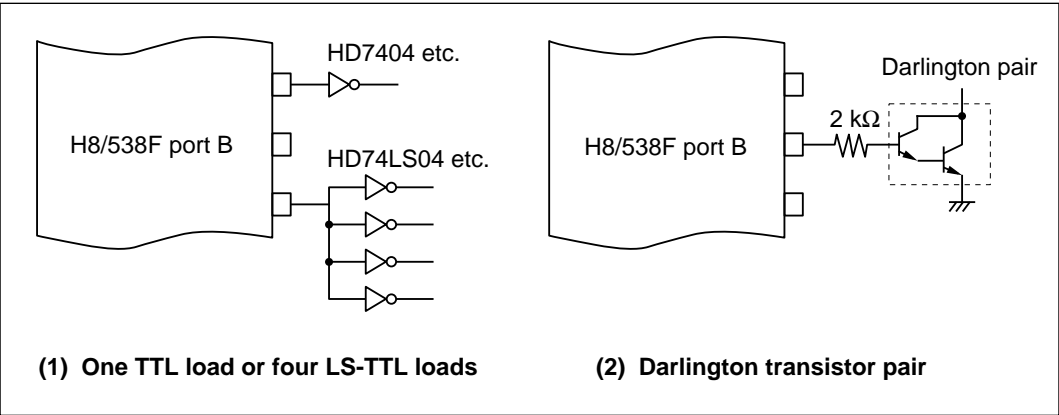 HD7404 etc.
H8/538F port B
HD74LS04 etc.
(1) One TTL load or four LS-TTL loads
Darlington pair
2 kΩ
H8/538F port B
(2) Darlington transistor pair